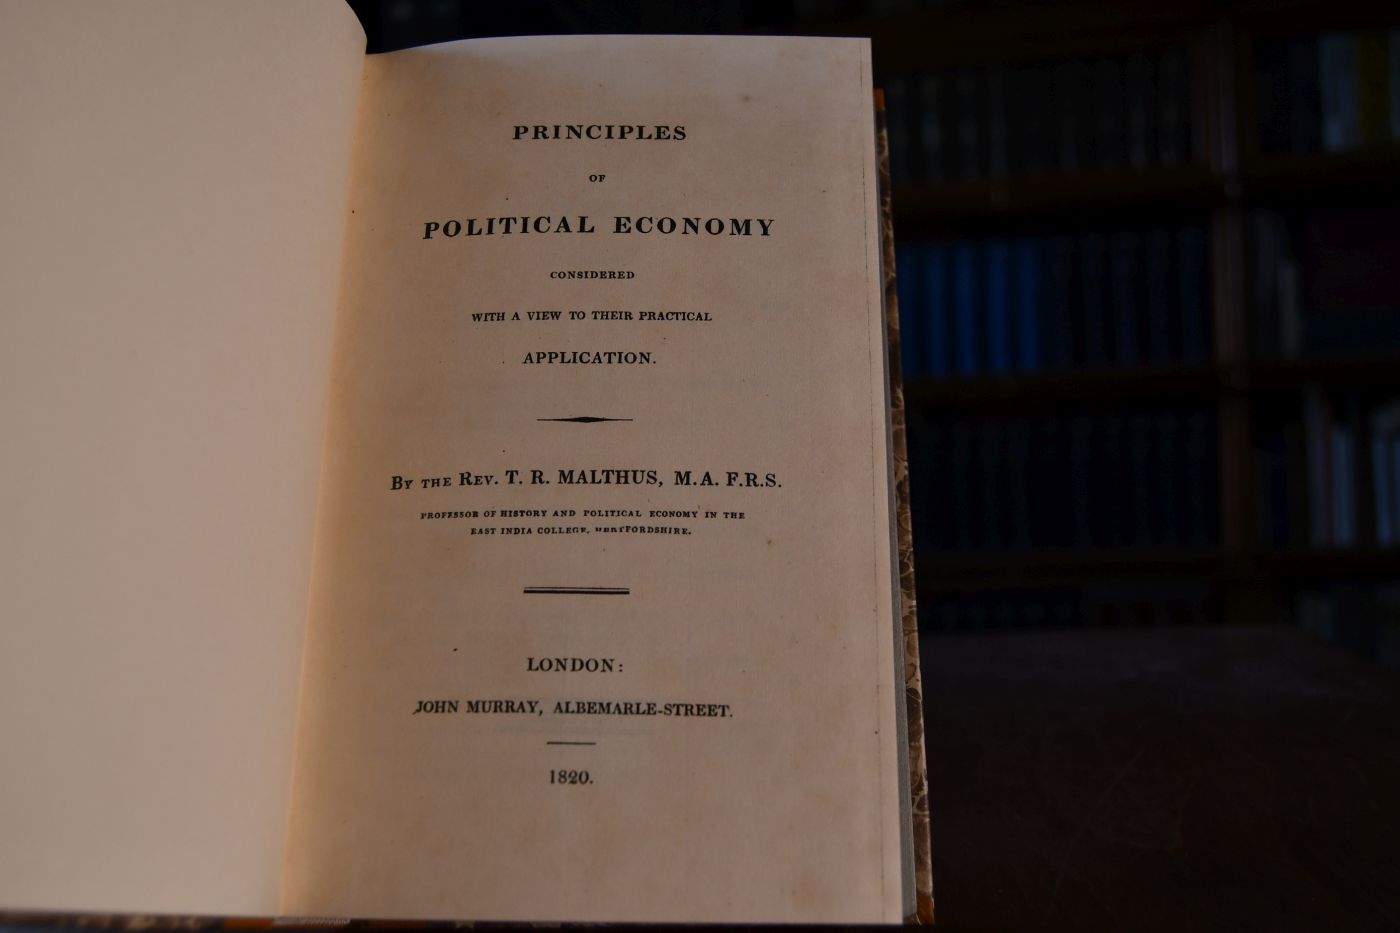 PRINCIPLES
OF
POLITICAL ECONOMY
CONSIDERED
WITH A VIEW TO THEIR PRACTICAL
APPLICATION.
BY THE REV. T. R. MALTHUS, M.A. F.R.S.
PROFESSOR OF HISTORY AND POLITICAL ECONOMY IN THE
EAST INDIA COLLEGE, HERTFORDSHIRE.
LONDON:
JOHN MURRAY, ALBEMARLE-STREET.
1820.